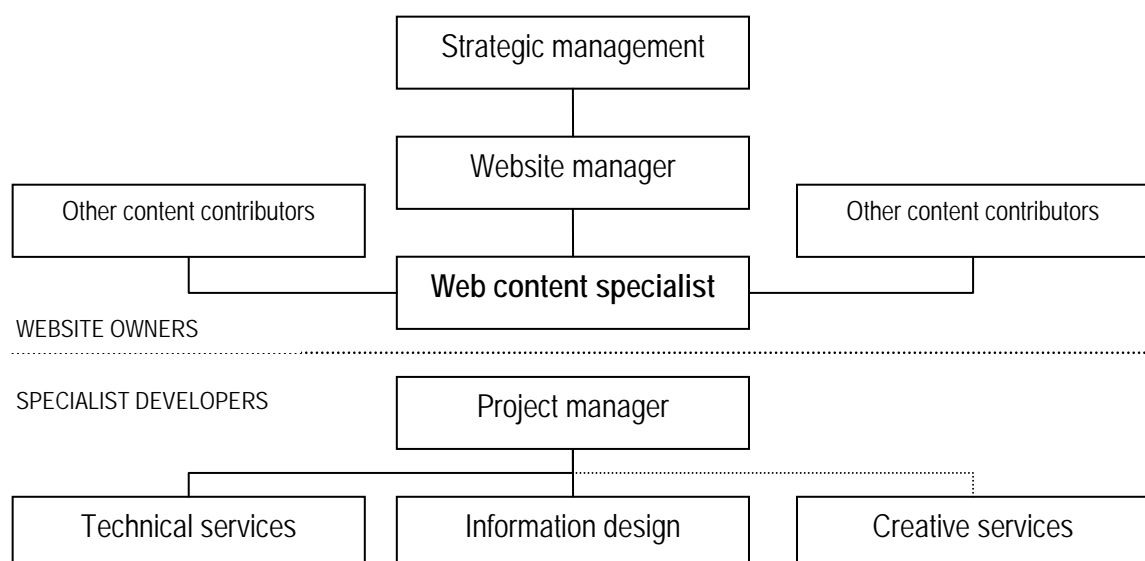 Strategic management
Website manager
Other content contributors
Other content contributors
Web content specialist
WEBSITE OWNERS
SPECIALIST DEVELOPERS
Project manager
Technical services
Information design
Creative services